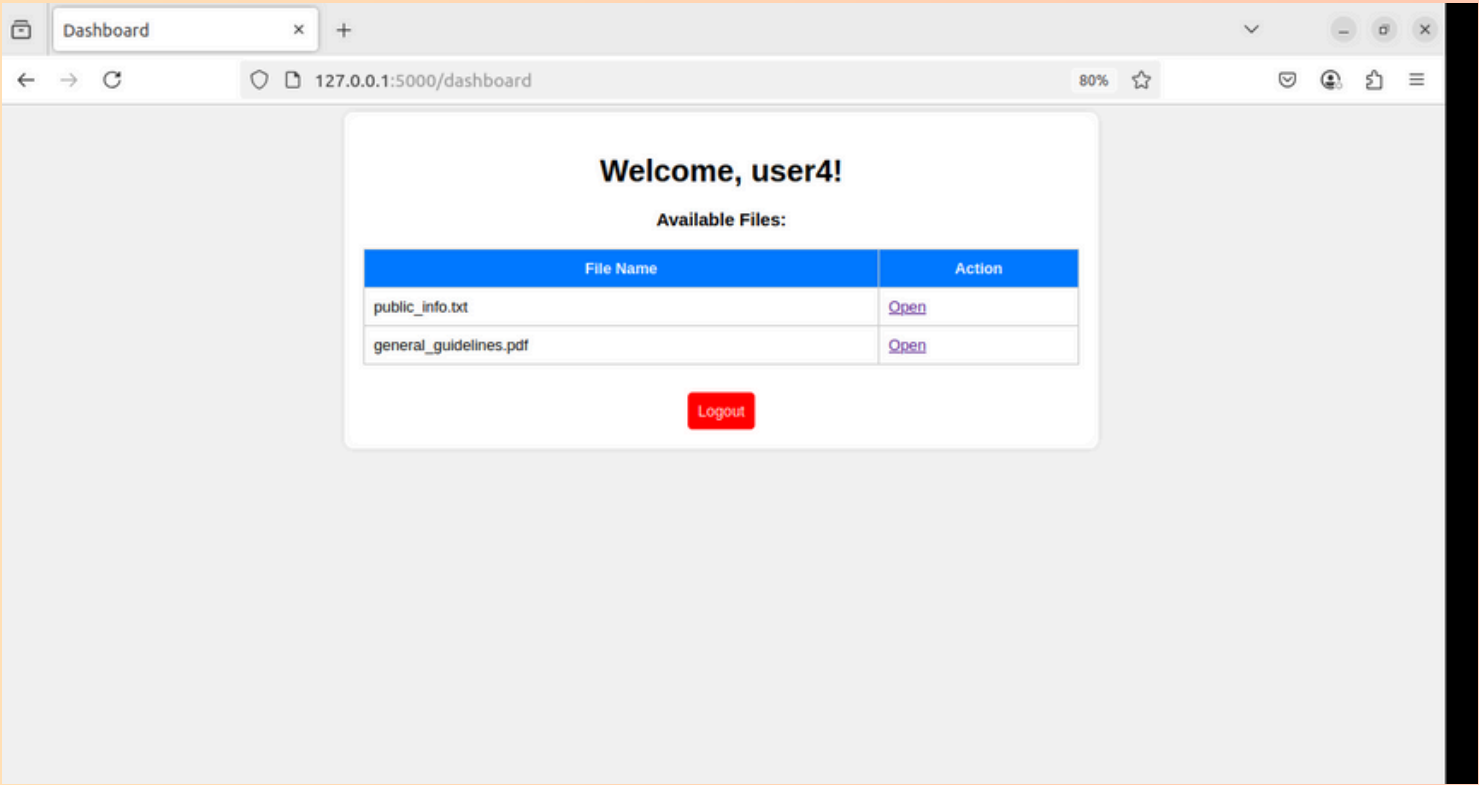 Dashboard
127.0.0.1:5000/dashboard 80%
Welcome, user4!
Available Files:
File Name Action
public_info.txt Open
general_guidelines.pdf Open
Logout